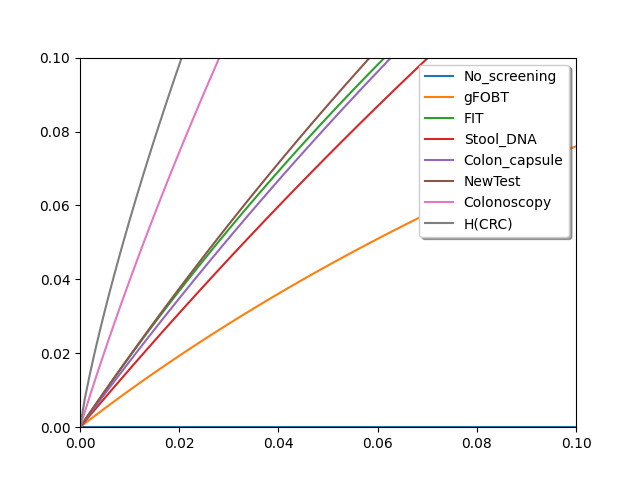 0.10
0.08
0.06
0.04
0.02
0.00
0.00 0.02 0.04 0.06 0.08 0.10
No_screening
gFOBT
FIT
Stool_DNA
Colon_capsule
NewTest
Colonoscopy
H(CRC)